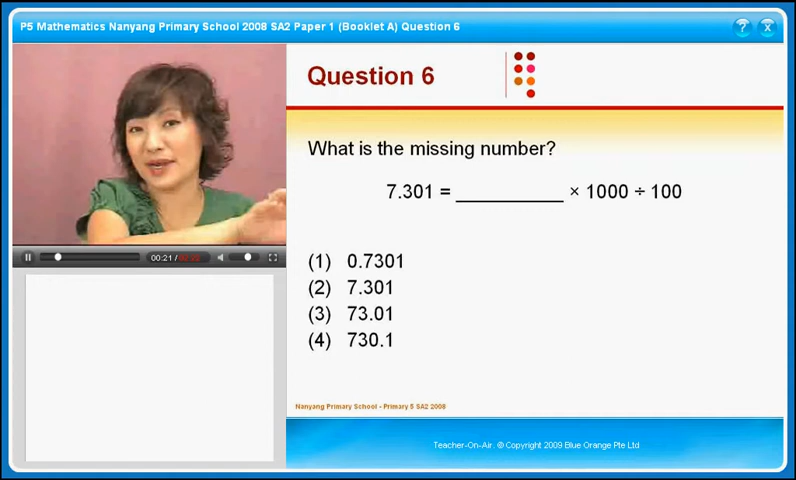 P5 Mathematics Nanyang Primary School 2008 SA2 Paper 1 (Booklet A) Question 6
? X
Question 6
What is the missing number?
7.301 = __________ × 1000 ÷ 100
00:21 /
(1) 0.7301
(2) 7.301
(3) 73.01
(4) 730.1
Nanyang Primary School - Primary 5 SA2 2008
Teacher-On-Air. © Copyright 2009 Blue Orange Pte Ltd